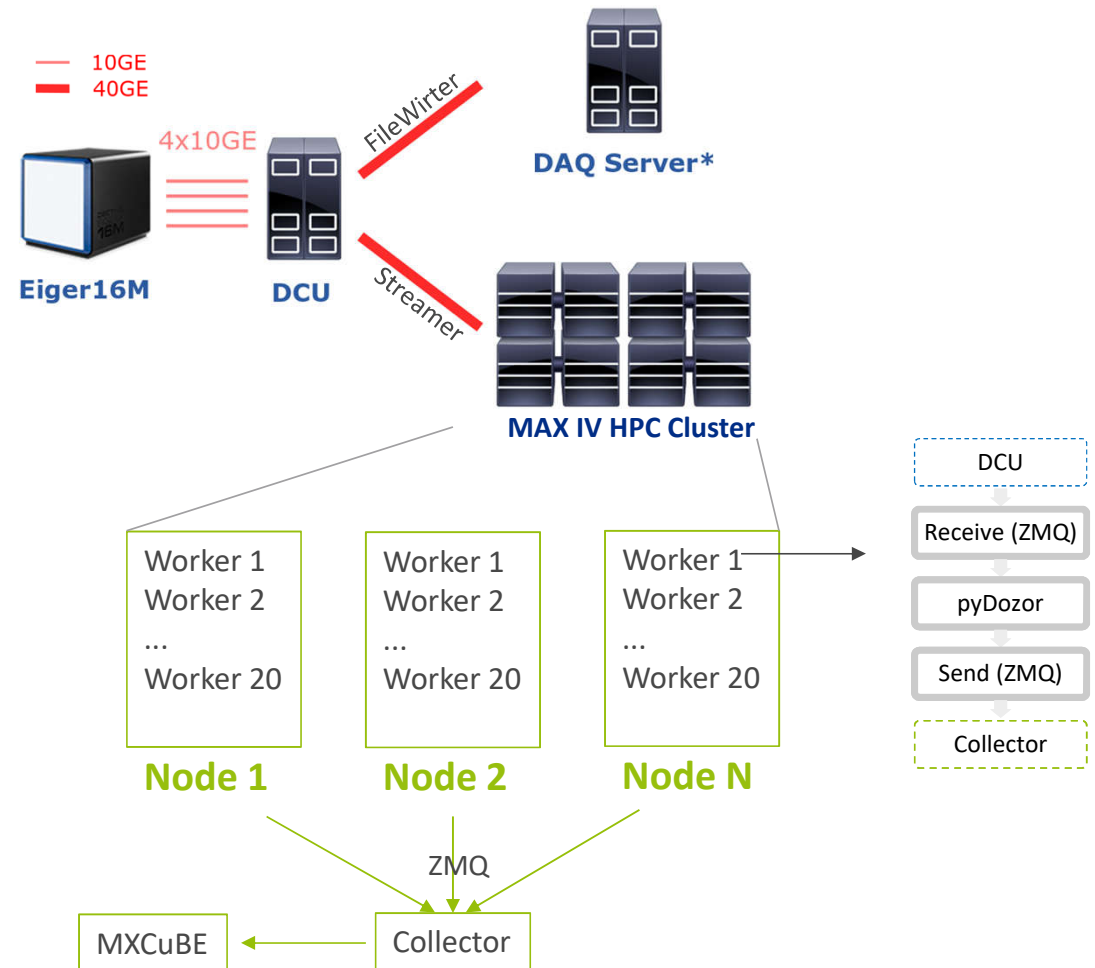 10GE
40GE
4x10GE
FileWirter
DAQ Server*
16M
Eiger16M
DCU
Streamer
MAX IV HPC Cluster
DCU
Receive (ZMQ)
pyDozor
Send (ZMQ)
Collector
Worker 1
Worker 2
...
Worker 20
Worker 1
Worker 2
...
Worker 20
Worker 1
Worker 2
...
Worker 20
Node 1
Node 2
Node N
ZMQ
MXCuBE
Collector